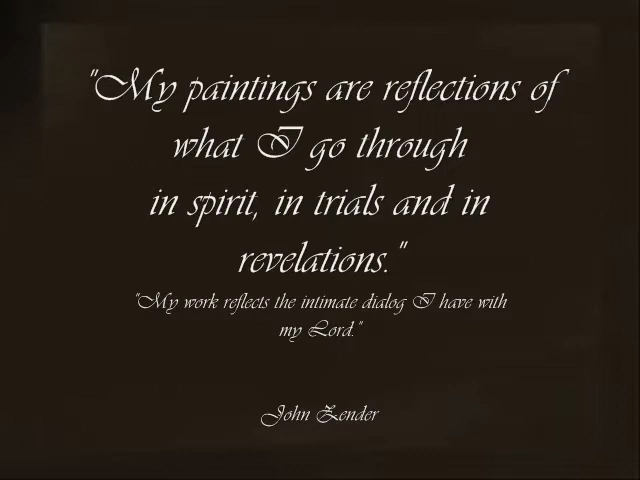 "My paintings are reflections of
what I go through
in spirit, in trials and in
revelations."
"My work reflects the intimate dialog I have with
my Lord."
John Zender